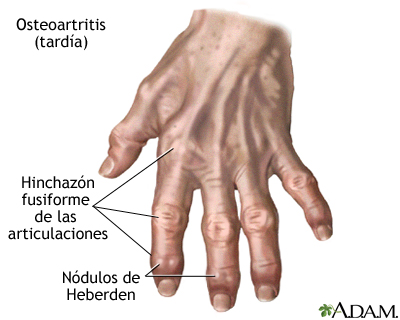 Osteoartritis
(tardía)
Hinchazón
fusiforme
de las
articulaciones
Nódulos de
Heberden
A.D.A.M.